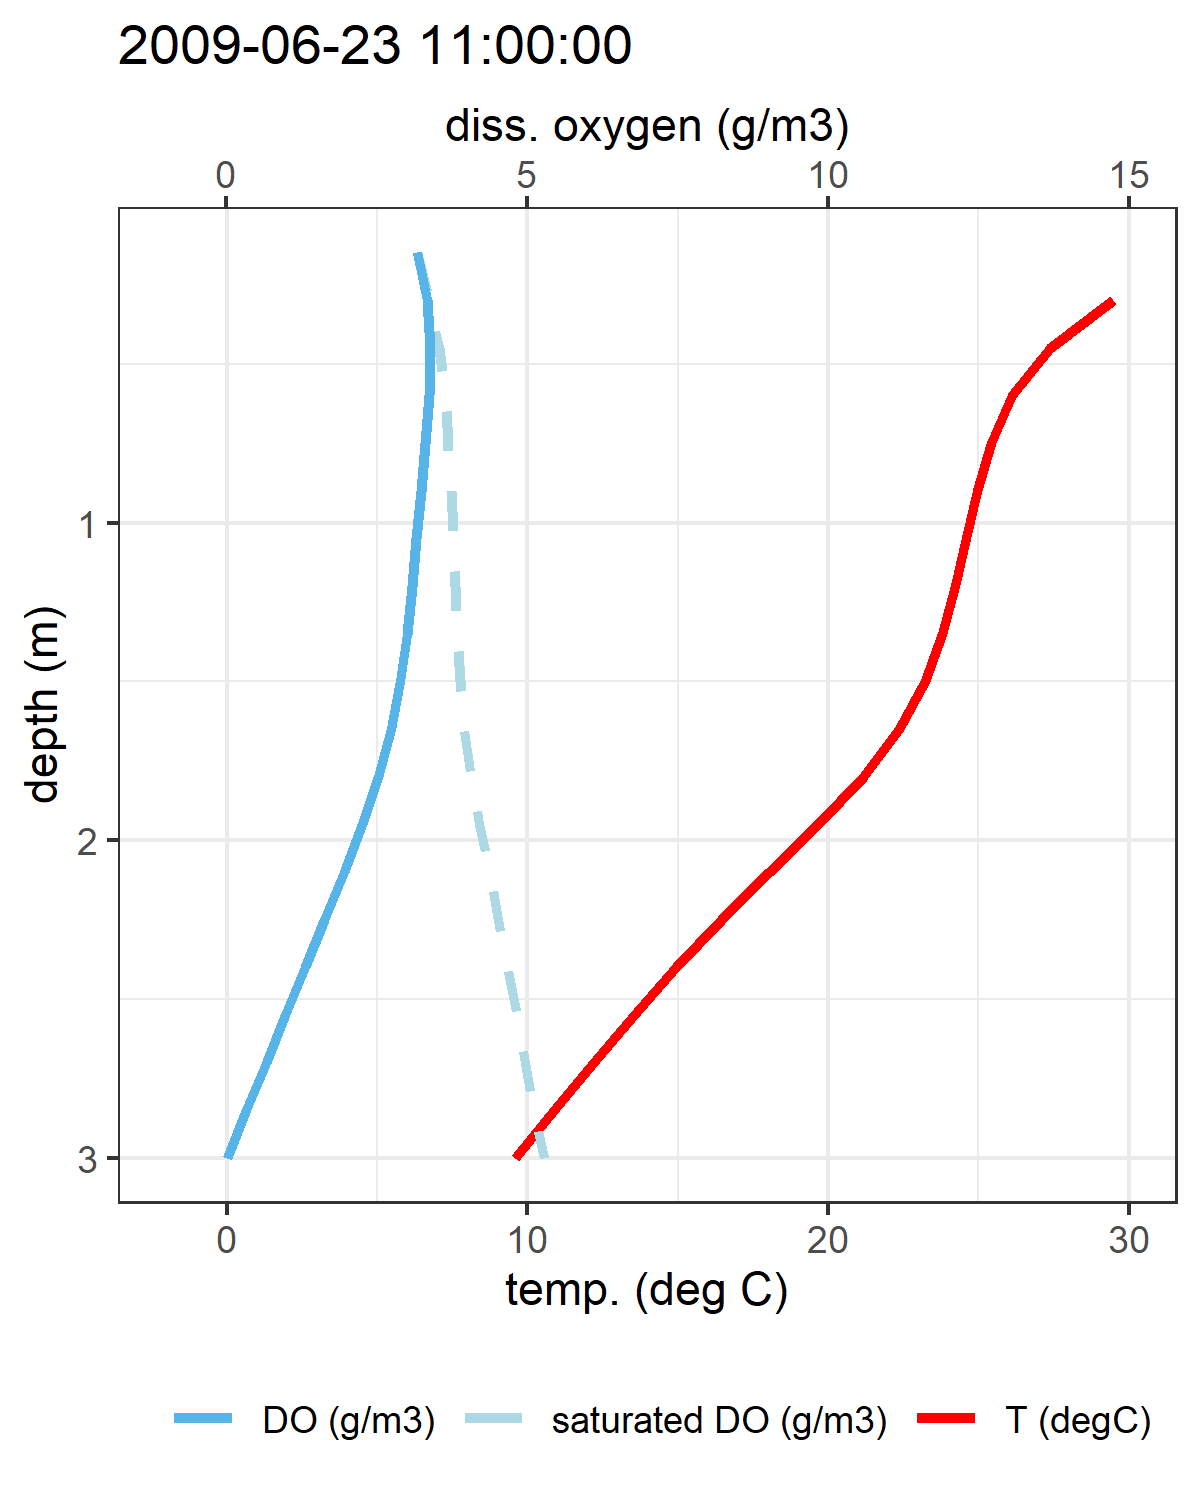 2009-06-23 11:00:00
diss. oxygen (g/m3)
0 5 10 15
depth (m)
1
2
3
0 10 20 30
temp. (deg C)
DO (g/m3) saturated DO (g/m3) T (degC)